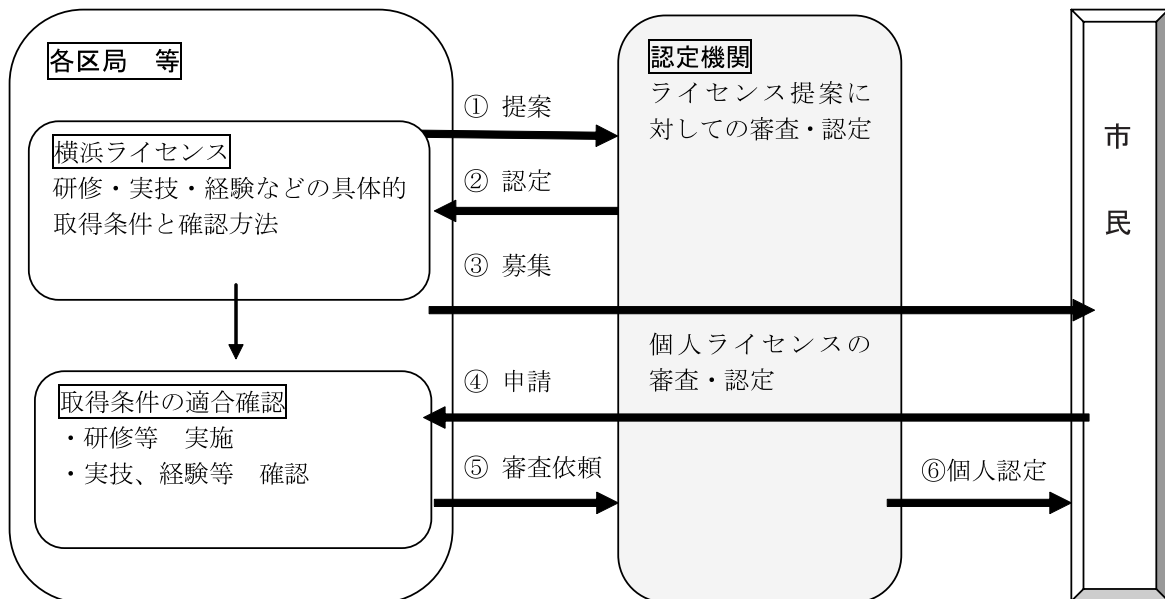 各区局　等
横浜ライセンス
研修・実技・経験などの具体的
取得条件と確認方法
取得条件の適合確認
・研修等　実施
・実技、経験等　確認
① 提案
② 認定
③ 募集
④ 申請
⑤ 審査依頼
認定機関
ライセンス提案に
対しての審査・認定
個人ライセンスの
審査・認定
⑥個人認定
市
民